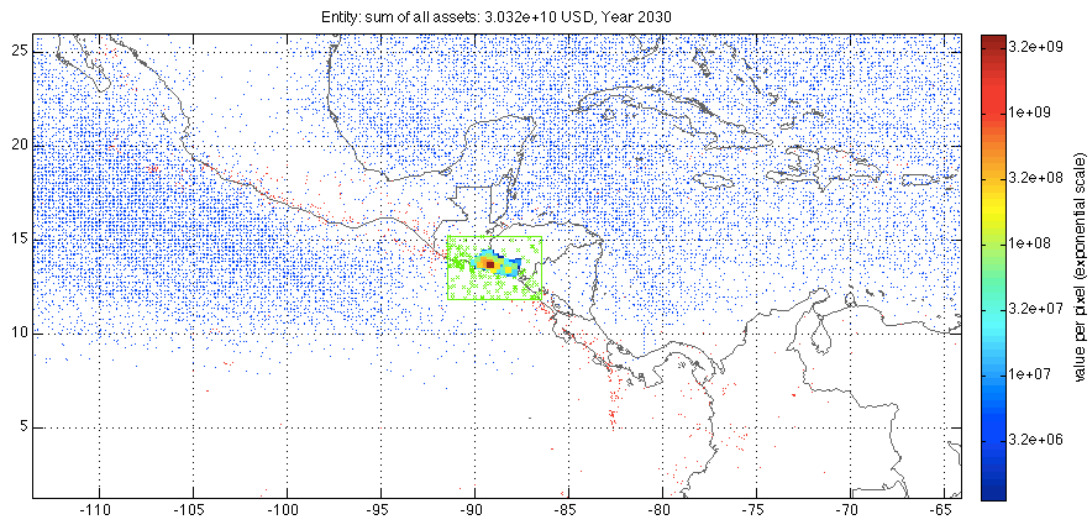 Entity: sum of all assets: 3.032e+10 USD, Year 2030
25
20
15
10
5
-110
-105
-100
-95
-90
-85
-80
-75
-70
-65
3.2e+09
1e+09
3.2e+08
1e+08
3.2e+07
1e+07
3.2e+06
value per pixel (exponential scale)